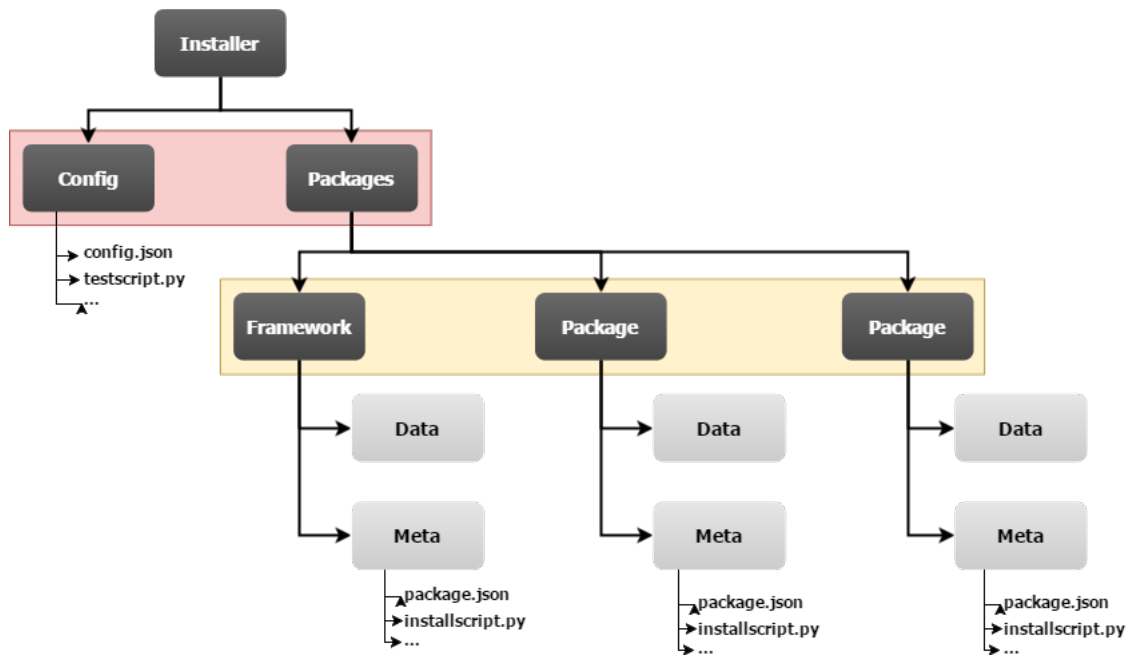 Installer
Config
Packages
config.json
testscript.py
...
Framework
Package
Package
Data
Data
Data
Meta
Meta
Meta
package.json
package.json
package.json
installscript.py
installscript.py
installscript.py
...
...
...